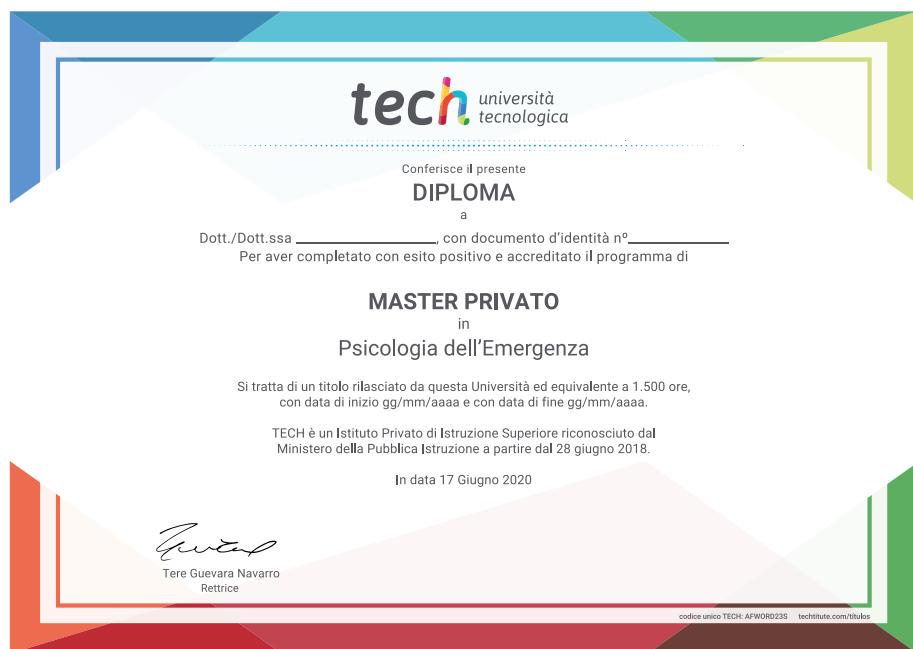 tech università
tecnologica
Conferisce il presente
DIPLOMA
a
Dott./Dott.ssa ________________, con documento d'identità nº____________
Per aver completato con esito positivo e accreditato il programma di
MASTER PRIVATO
in
Psicologia dell'Emergenza
Si tratta di un titolo rilasciato da questa Università ed equivalente a 1.500 ore,
con data di inizio gg/mm/aaaa e con data di fine gg/mm/aaaa.
TECH è un Istituto Privato di Istruzione Superiore riconosciuto dal
Ministero della Pubblica Istruzione a partire dal 28 giugno 2018.
In data 17 Giugno 2020
Tere Guevara Navarro
Rettrice
codice unico TECH: AFWORD23S techtitute.com/títulos